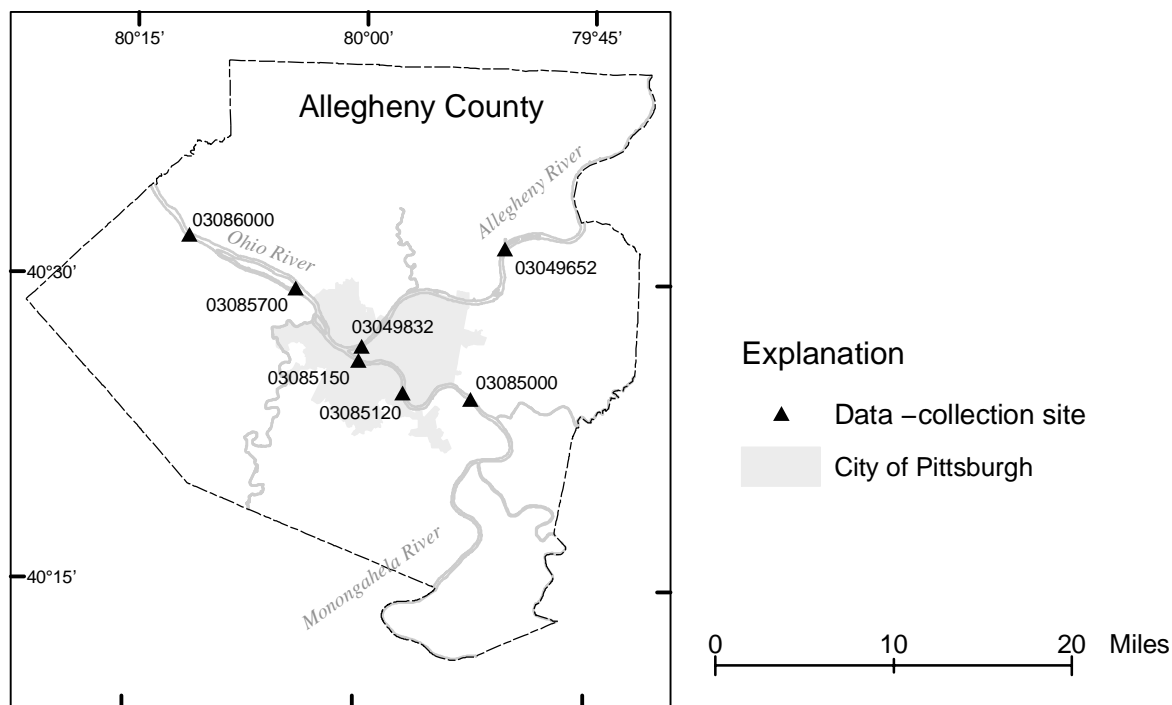 80°15’
80°00’
79°45’
Allegheny County
Allegheny River
03086000
Ohio River
03049652
40°30’
03085700
03049832
03085150
03085000
03085120
Explanation
Data –collection site
City of Pittsburgh
Monongahela River
40°15’
0 10 20 Miles